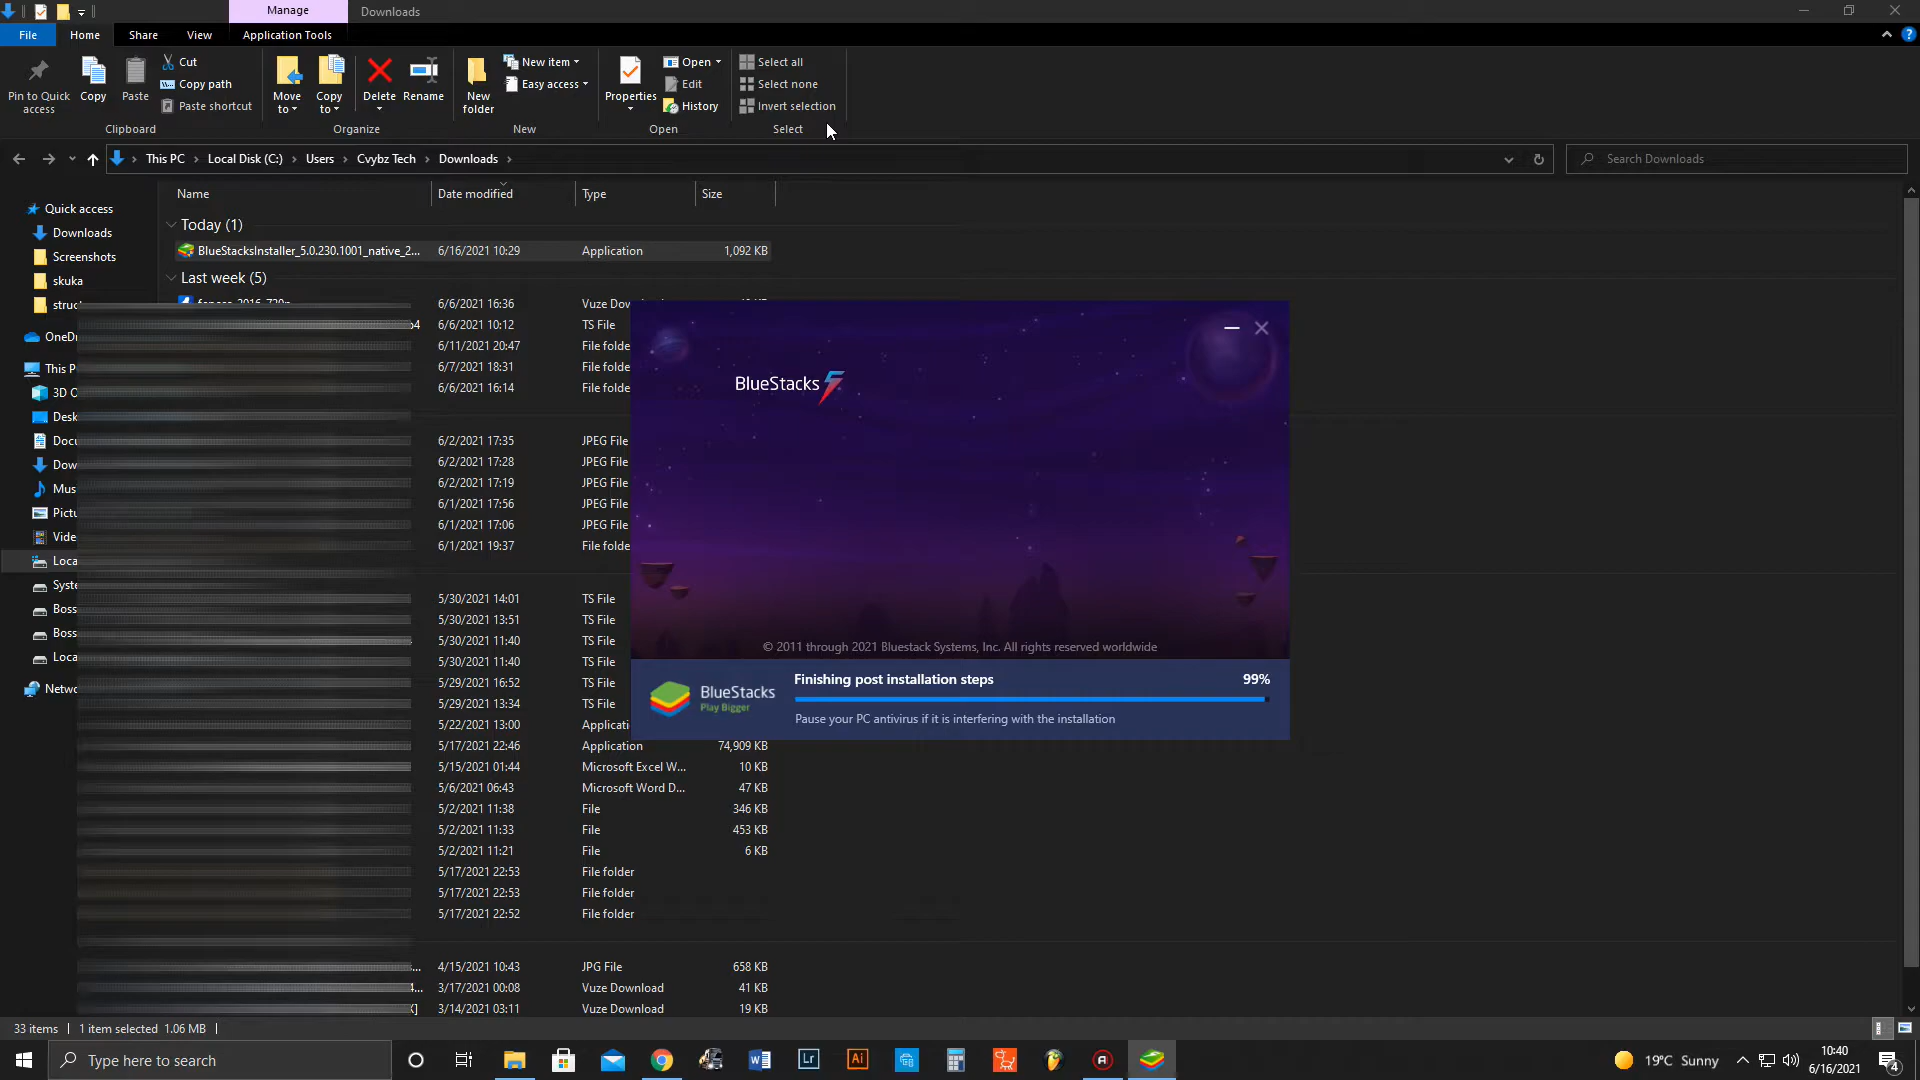 Manage
Downloads
File
Home
Share
View
Application Tools
Pin to Quick access
Copy
Paste
Cut
Copy path
Paste shortcut
Clipboard
Move to
Copy to
Delete
Rename
Organize
New folder
New item
Easy access
New
Properties
Open
Edit
History
Open
Select all
Select none
Invert selection
Select
This PC
Local Disk (C:)
Users
Cvybz Tech
Downloads
Search Downloads
Name
Date modified
Type
Size
Quick access
Downloads
Screenshots
skuka
Today (1)
BlueStacksInstaller_5.0.230.1001_native_2... 6/16/2021 10:29 Application 1,092 KB
Last week (5)
6/6/2021 16:36
6/6/2021 10:12 TS File
6/11/2021 20:47
6/7/2021 18:31
6/6/2021 16:14
6/2/2021 17:35 JPEG File
6/2/2021 17:28 JPEG File
6/2/2021 17:19 JPEG File
6/1/2021 17:56 JPEG File
6/1/2021 17:06 JPEG File
6/1/2021 19:37
5/30/2021 14:01 TS File
5/30/2021 13:51 TS File
5/30/2021 11:40 TS File
5/30/2021 11:40 TS File
5/29/2021 16:52 TS File
5/29/2021 13:34 TS File
5/22/2021 13:00
5/17/2021 22:46 Application 74,909 KB
5/15/2021 01:44 Microsoft Excel W... 10 KB
5/6/2021 06:43 Microsoft Word D... 47 KB
5/2/2021 11:38 File 346 KB
5/2/2021 11:33 File 453 KB
5/2/2021 11:21 File 6 KB
5/17/2021 22:53 File folder
5/17/2021 22:53 File folder
5/17/2021 22:52 File folder
4/15/2021 10:43 JPG File 658 KB
3/17/2021 00:08 Vuze Download 41 KB
3/14/2021 03:11 Vuze Download 19 KB
BlueStacks 5
© 2011 through 2021 Bluestack Systems, Inc. All rights reserved worldwide
BlueStacks
Play Bigger
Finishing post installation steps 99%
Pause your PC antivirus if it is interfering with the installation
33 items
1 item selected 1.06 MB
Type here to search
Lr
Ai
19°C Sunny
10:40
6/16/2021
4